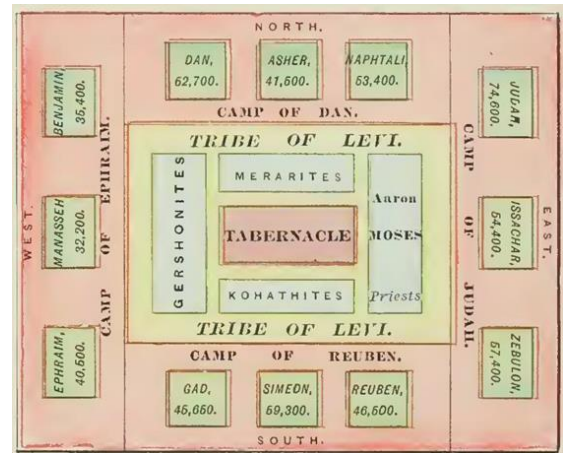 NORTH.
DAN,
62,700.
ASHER,
41,500.
NAPHTALI,
53,400.
CAMP OF DAN.
BENJAMIN,
35,400.
MANASSEH
32,200.
EPHRAIM,
40,500.
WEST.
CAMP OF EPHRAIM.
TRIBE OF LEVI.
GERSHONITES
MERARITES
TABERNACLE
KOHATHITES
Aaron
MOSES
Priests
TRIBE OF LEVI.
CAMP OF JUDAH.
JUDAH,
74,600.
ISSACHAR,
54,400.
ZEBULON,
57,400.
EAST.
CAMP OF REUBEN.
GAD,
45,650.
SIMEON,
59,300.
REUBEN,
46,500.
SOUTH.